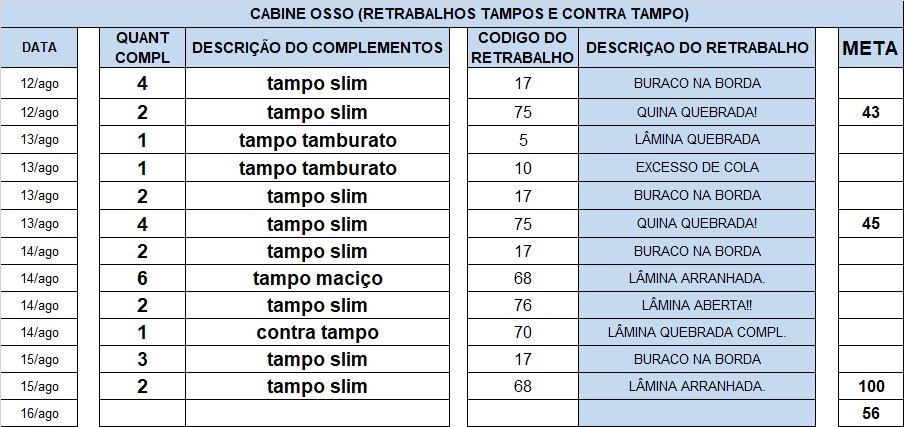 CABINE OSSO (RETRABALHOS TAMPOS E CONTRA TAMPO)
DATA QUANT COMPL DESCRIÇÃO DO COMPLEMENTOS CODIGO DO RETRABALHO DESCRIÇAO DO RETRABALHO META
12/ago 4 tampo slim 17 BURACO NA BORDA
12/ago 2 tampo slim 75 QUINA QUEBRADA! 43
13/ago 1 tampo tamburato 5 LÂMINA QUEBRADA
13/ago 1 tampo tamburato 10 EXCESSO DE COLA
13/ago 2 tampo slim 17 BURACO NA BORDA
13/ago 4 tampo slim 75 QUINA QUEBRADA! 45
14/ago 2 tampo slim 17 BURACO NA BORDA
14/ago 6 tampo maciço 68 LÂMINA ARRANHADA.
14/ago 2 tampo slim 76 LÂMINA ABERTA!!
14/ago 1 contra tampo 70 LÂMINA QUEBRADA COMPL.
15/ago 3 tampo slim 17 BURACO NA BORDA
15/ago 2 tampo slim 68 LÂMINA ARRANHADA. 100
16/ago 56